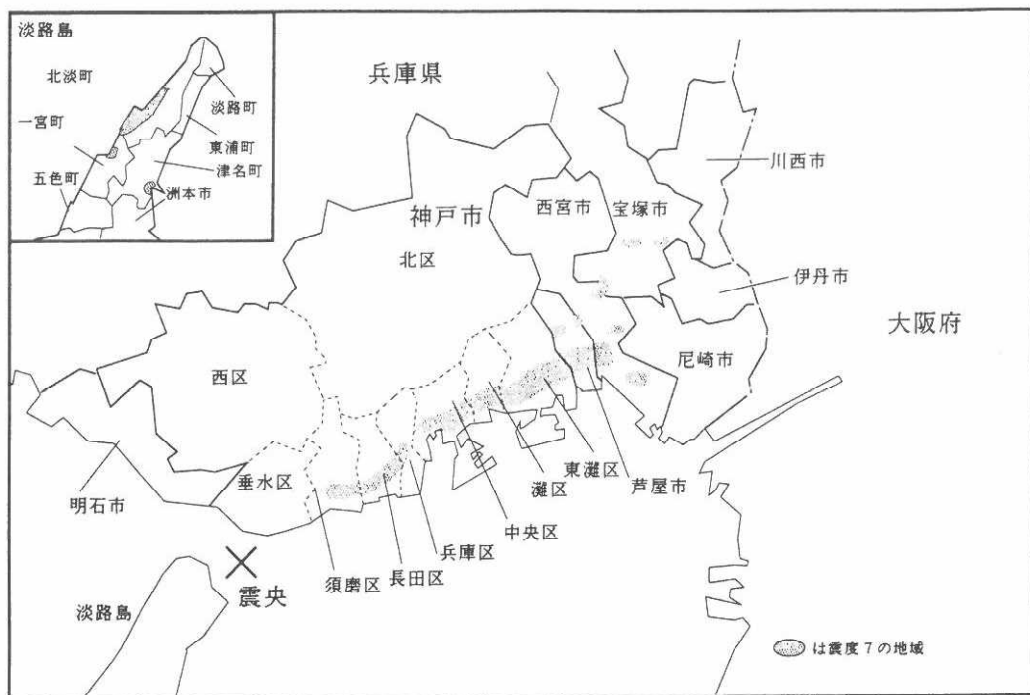 淡路島
北淡町
淡路町
一宮町
東浦町
津名町
五色町
洲本市
兵庫県
川西市
神戸市
西宮市
宝塚市
北区
伊丹市
大阪府
尼崎市
西区
垂水区
明石市
東灘区
芦屋市
灘区
中央区
兵庫区
長田区
須磨区
震央
淡路島
は震度7の地域